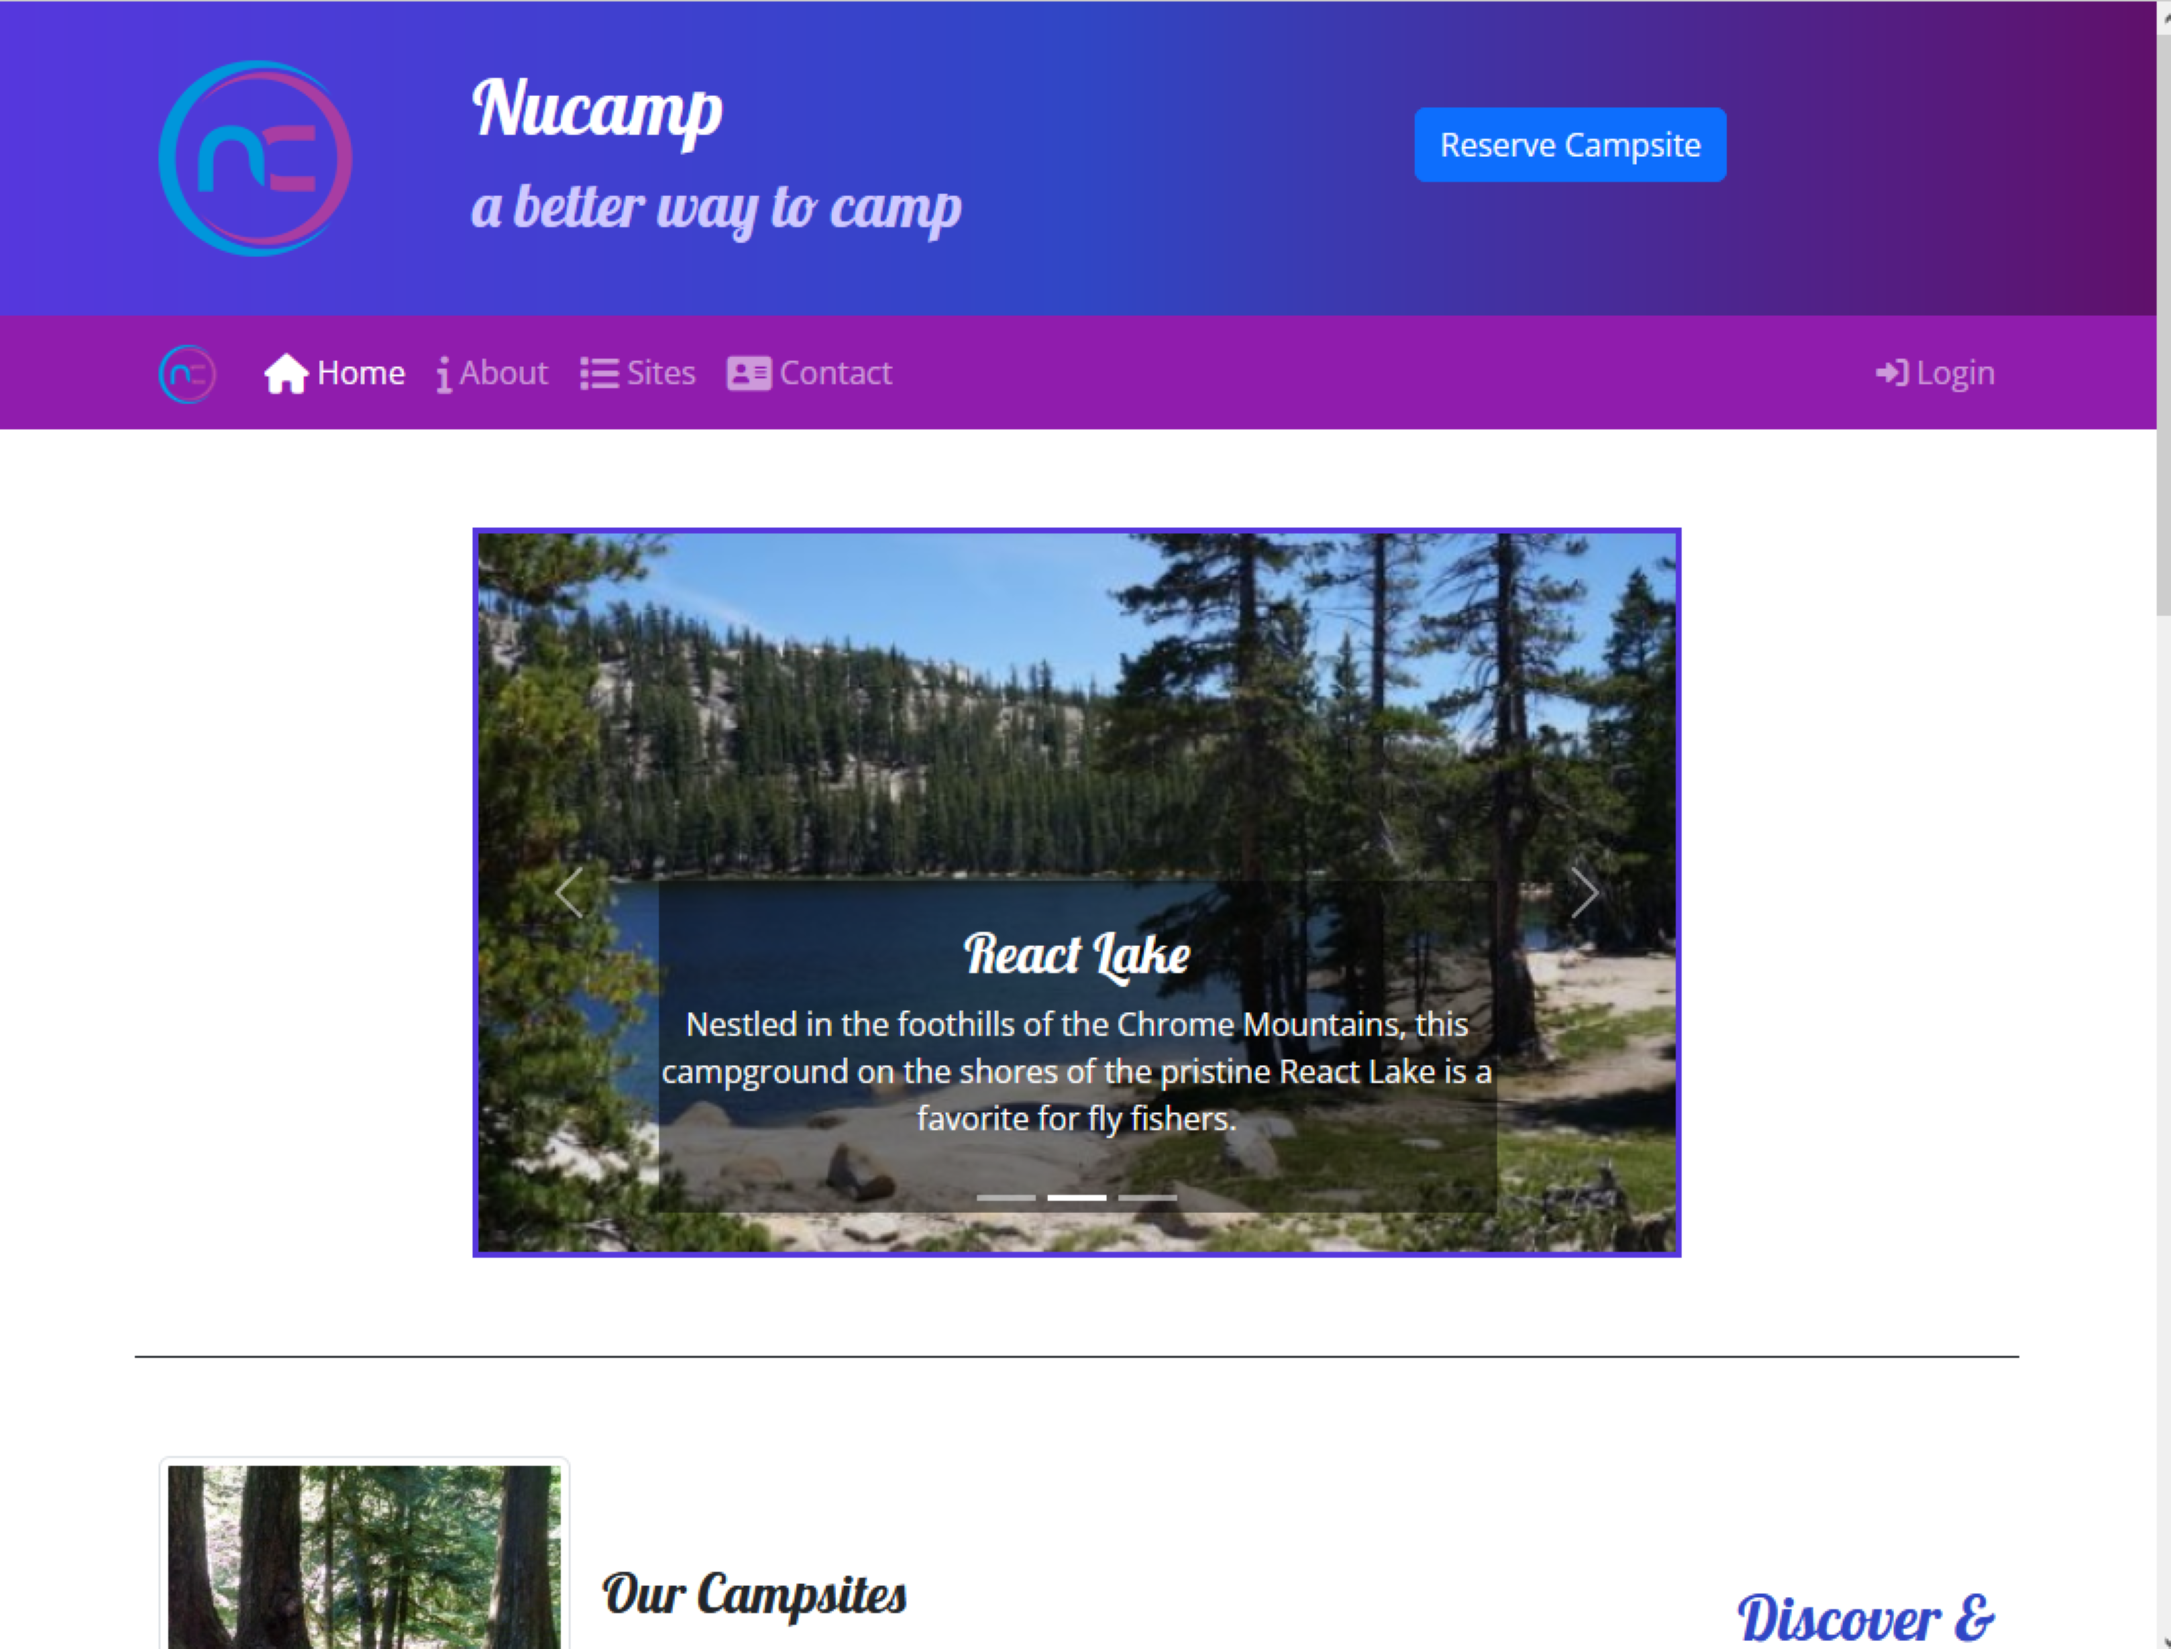 Nucamp
a better way to camp
Reserve Campsite
Home About Sites Contact Login
React Lake
Nestled in the foothills of the Chrome Mountains, this
campground on the shores of the pristine React Lake is a
favorite for fly fishers.
Our Campsites
Discover &